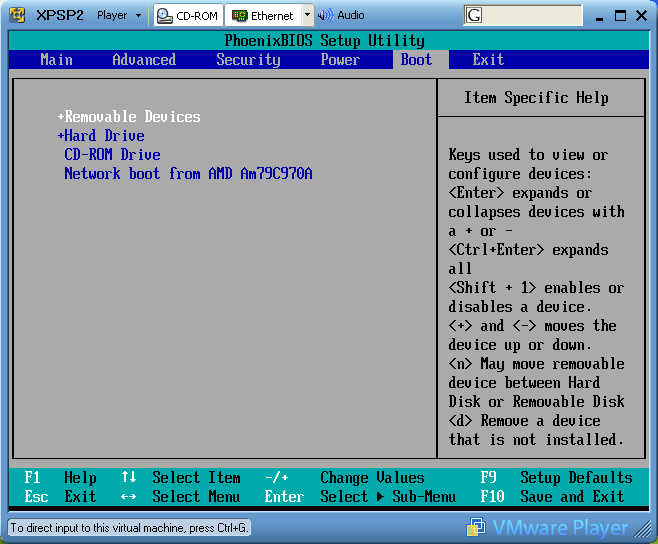 XPSP2 Player CD-ROM Ethernet Audio G
PhoenixBIOS Setup Utility
Main Advanced Security Power Boot Exit
+Removable Devices
+Hard Drive
CD-ROM Drive
Network boot from AMD Am79C970A
Item Specific Help
Keys used to view or
configure devices:
<Enter> expands or
collapses devices with
a + or -
<Ctrl+Enter> expands
all
<Shift + 1> enables or
disables a device.
<+> and <-> moves the
device up or down.
<n> May move removable
device between Hard
Disk or Removable Disk
<d> Remove a device
that is not installed.
F1 Help ↑↓ Select Item -/+ Change Values F9 Setup Defaults
Esc Exit ↔ Select Menu Enter Select ▶ Sub-Menu F10 Save and Exit
To direct input to this virtual machine, press Ctrl+G.
VMware Player